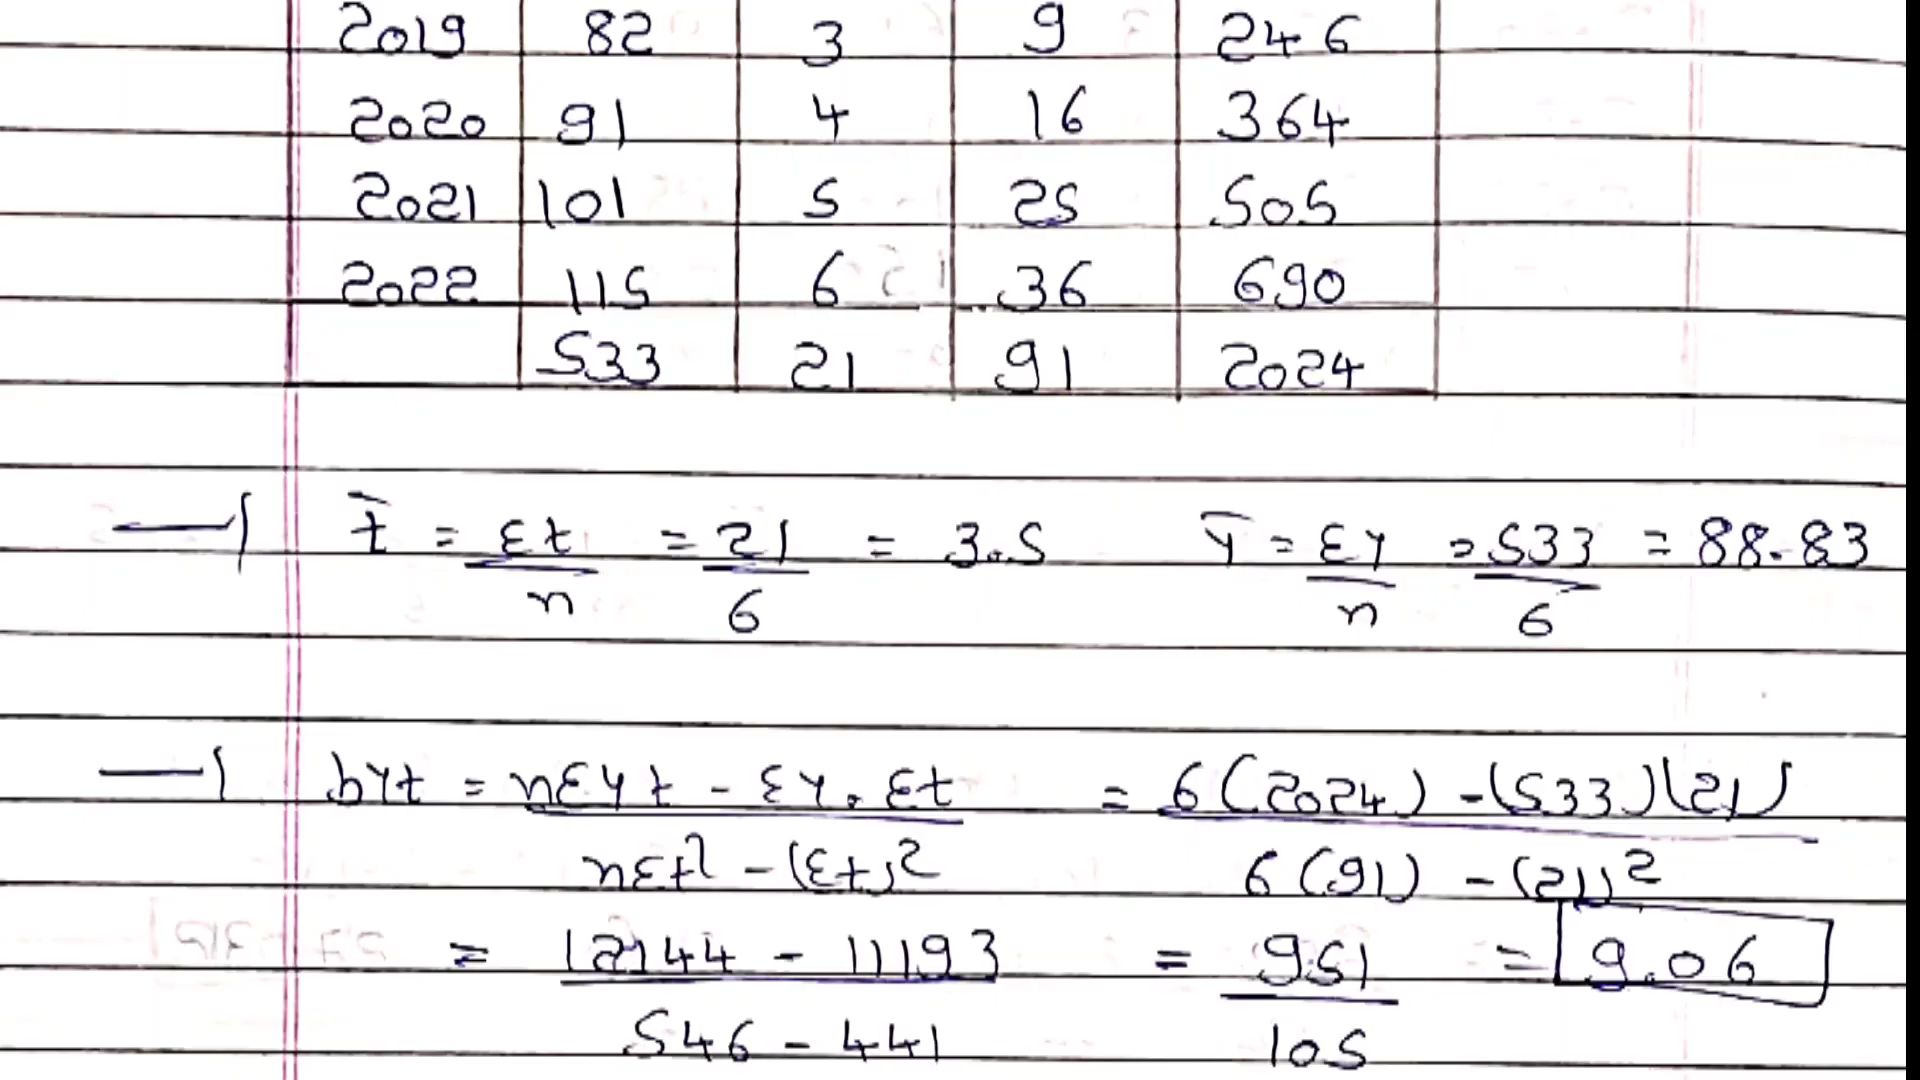 2019 82 3 9 246
2020 91 4 16 364
2021 101 5 25 505
2022 115 6 36 690
533 21 91 2024
t̄ = Σt/n = 21/6 = 3.5 Ȳ = ΣY/n = 533/6 = 88.83
bYt = nΣYt - ΣY.Σt / nΣt² - (Σt)² = 6(2024) - (533)(21) / 6(91) - (21)²
= 12144 - 11193 / 546 - 441 = 951 / 105 = 9.06